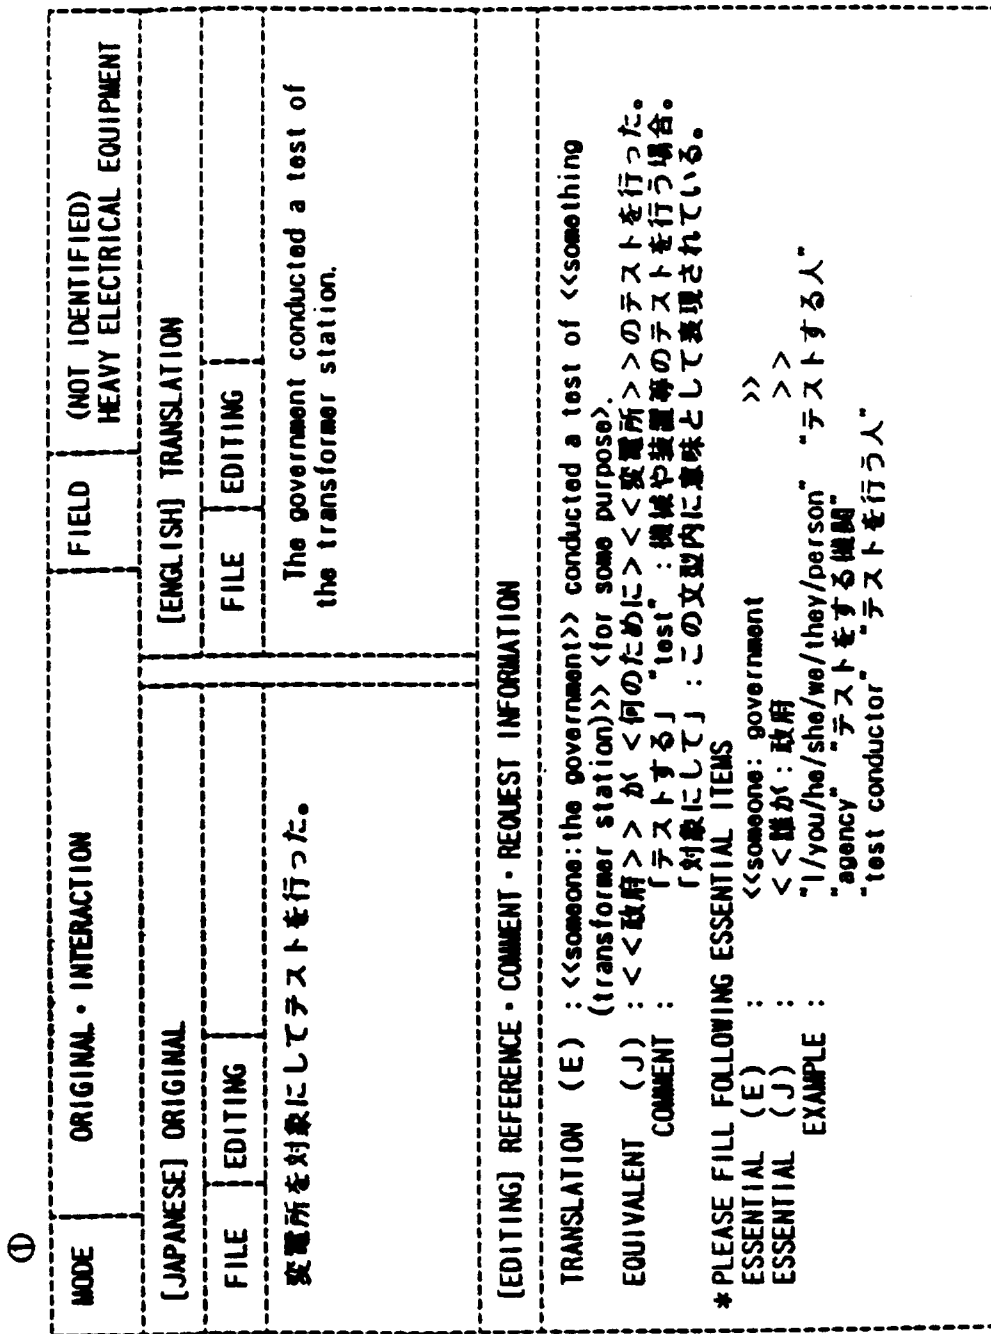 ①
MODE ORIGINAL・INTERACTION FIELD (NOT IDENTIFIED)
HEAVY ELECTRICAL EQUIPMENT
[JAPANESE] ORIGINAL [ENGLISH] TRANSLATION
FILE EDITING FILE EDITING
変電所を対象にしてテストを行った。
The government conducted a test of
the transformer station.
[EDITING] REFERENCE・COMMENT・REQUEST INFORMATION
TRANSLATION (E) : <<someone:the government>> conducted a test of <<something
(transformer station)>> <for some purpose>.
EQUIVALENT (J) : <<政府>> が <何のために><<変電所>>のテストを行った。
COMMENT : 「テストする」 "test" : 機械や装置等のテストを行う場合。
「対象にして」 : この文型内に意味として表現されている。
*PLEASE FILL FOLLOWING ESSENTIAL ITEMS
ESSENTIAL (E) : <<someone: government >>
ESSENTIAL (J) : <<誰が:政府 >>
EXAMPLE : "I/you/he/she/we/they/person" "テストする人"
"agency" "テストをする機関"
"test conductor" "テストを行う人"